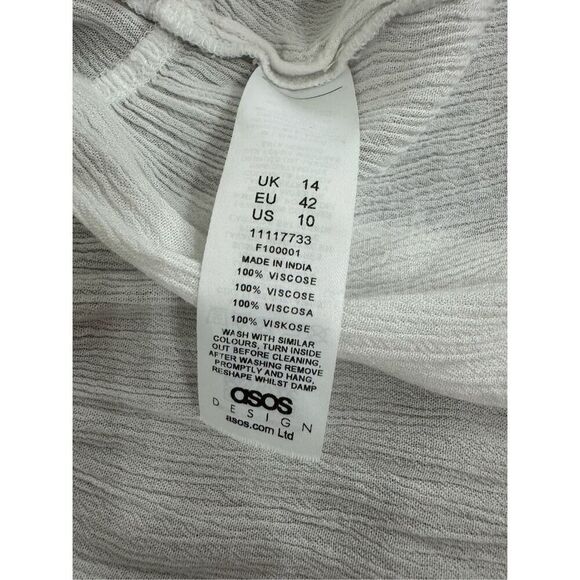 UK 14
EU 42
US 10
11117733
F100001
MADE IN INDIA
100% VISCOSE
100% VISCOSE
100% VISCOSA
100% VISKOSE
WASH WITH SIMILAR
COLOURS, TURN INSIDE
OUT BEFORE CLEANING,
AFTER WASHING REMOVE
PROMPTLY AND HANG,
RESHAPE WHILST DAMP
asos
DESIGN
asos.com Ltd